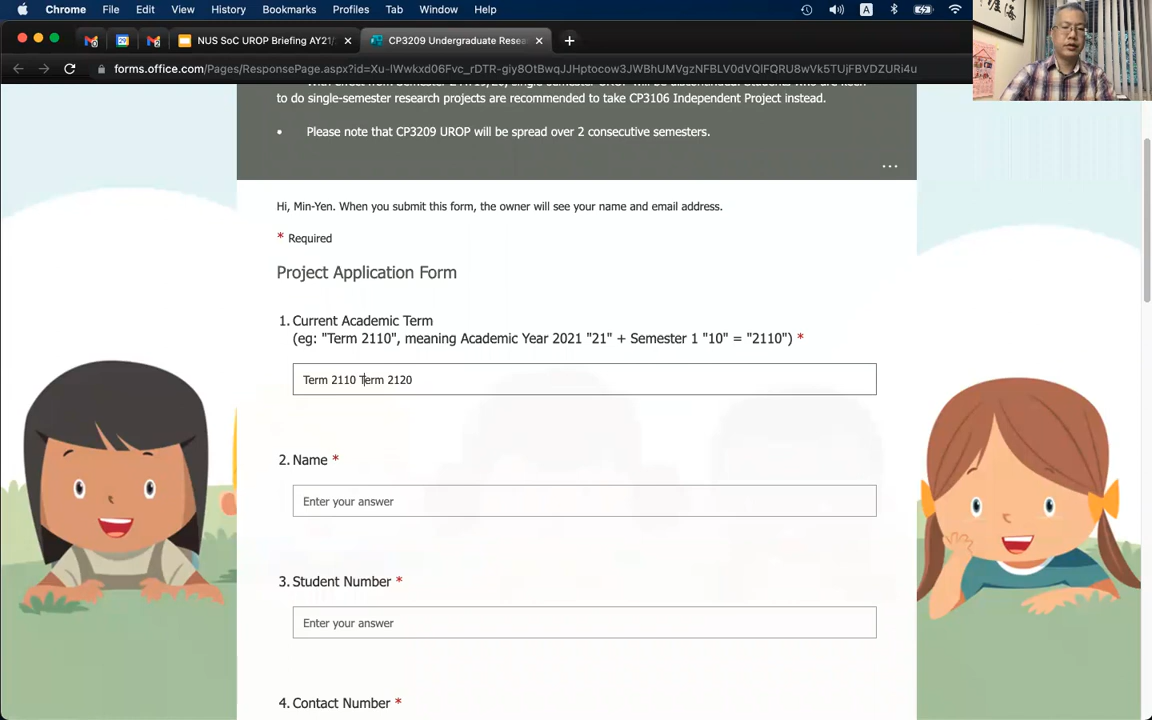 Chrome File Edit View History Bookmarks Profiles Tab Window Help
NUS SoC UROP Briefing AY21/
CP3209 Undergraduate Resea
forms.office.com/Pages/ResponsePage.aspx?id=Xu-lWwkxd06Fvc_rDTR-giy8OtBwqJJHptocow3JWBhUMVgzNFBLV0dVQlFQRU8wVk5TUjFBVDZURi4u
to do single-semester research projects are recommended to take CP3106 Independent Project instead.
• Please note that CP3209 UROP will be spread over 2 consecutive semesters.
Hi, Min-Yen. When you submit this form, the owner will see your name and email address.
* Required
Project Application Form
1. Current Academic Term
(eg: "Term 2110", meaning Academic Year 2021 "21" + Semester 1 "10" = "2110") *
Term 2110 Term 2120
2. Name *
Enter your answer
3. Student Number *
Enter your answer
4. Contact Number *